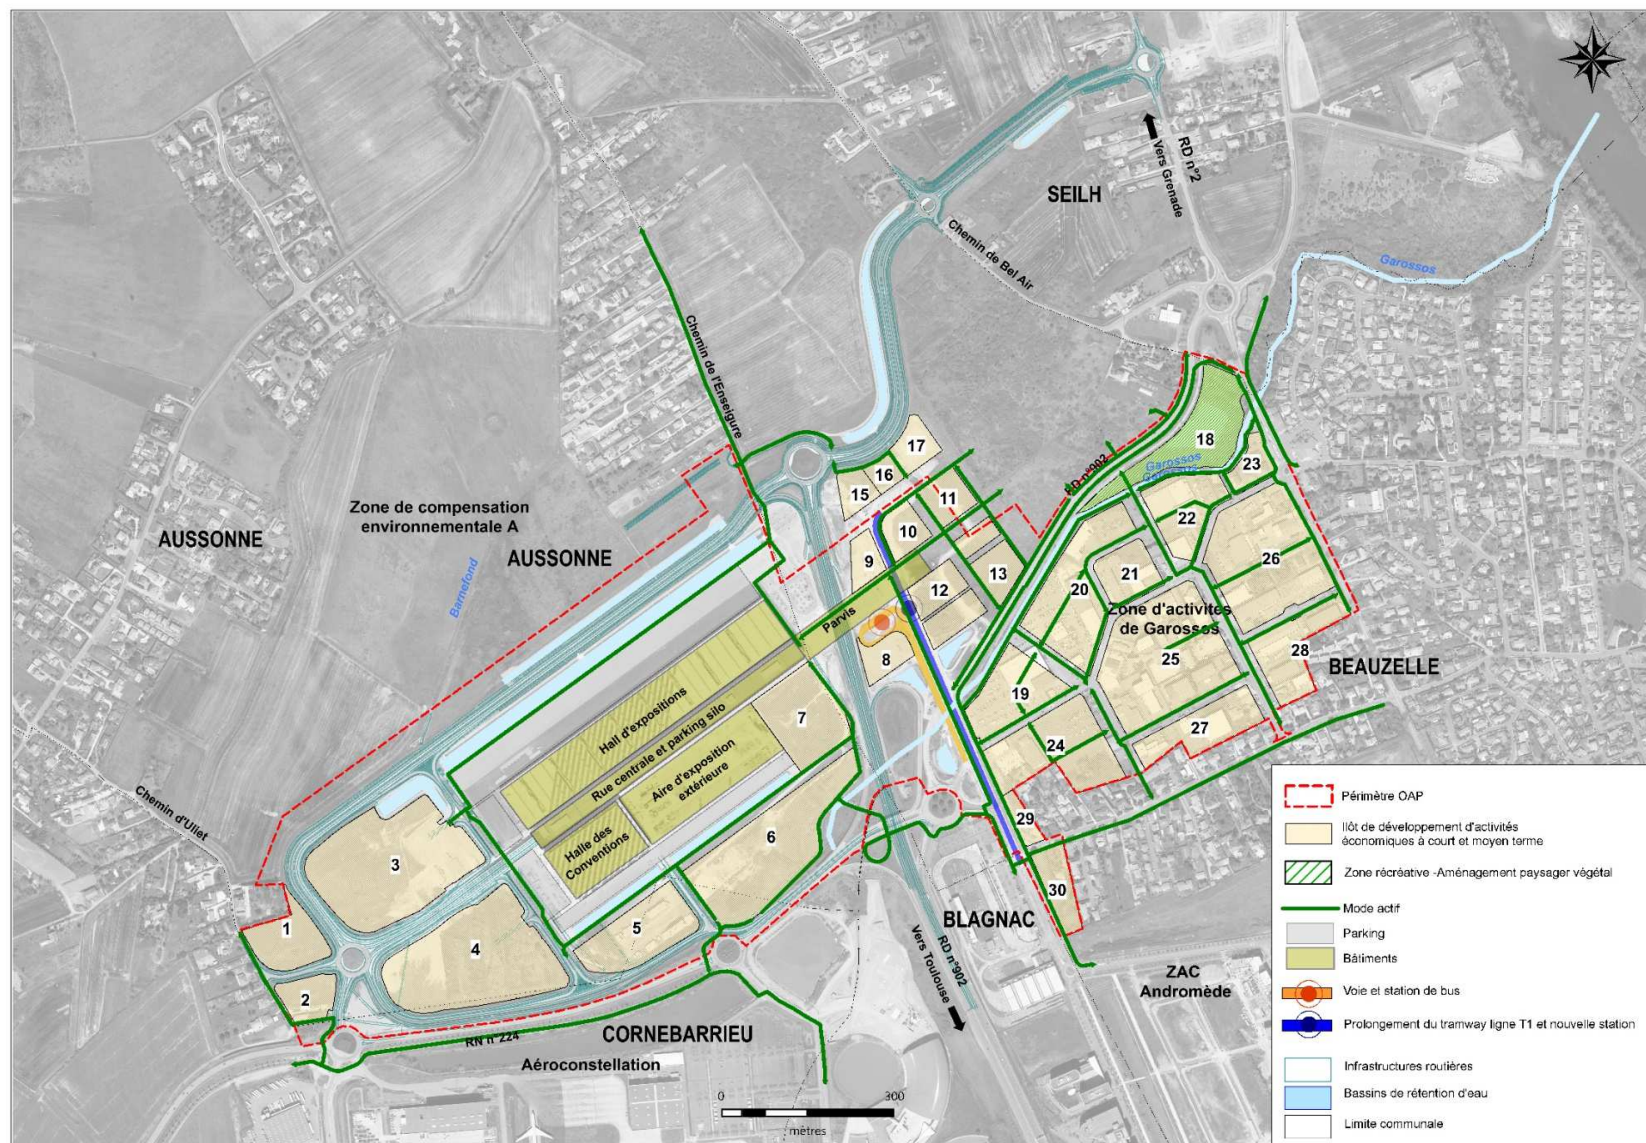 SEILH
RD n°2
Vers Grenade
Chemin de Bel Air
Garossos
Chemin de l'Enseigure
Zone de compensation
environnementale A
AUSSONNE
AUSSONNE
Barnefond
17
16
15
11
10
9
13
12
8
RD n°902
18
Garossos
Garossos
23
22
21
20
26
Zone d'activites
de Garossos
25
28
BEAUZELLE
19
27
24
29
30
Parvis
Hall d'expositions
Rue centrale et parking silo
Aire d'exposition
extérieure
Halle des
Conventions
7
6
5
Chemin d'Ullet
3
4
1
2
BLAGNAC
RD n°902
Vers Toulouse
ZAC
Andromède
CORNEBARRIEU
RN n°224
Aéroconstellation
0
300
mètres
Périmètre OAP
Ilôt de développement d'activités
économiques à court et moyen terme
Zone récréative -Aménagement paysager végétal
Mode actif
Parking
Bâtiments
Voie et station de bus
Prolongement du tramway ligne T1 et nouvelle station
Infrastructures routières
Bassins de rétention d'eau
Limite communale